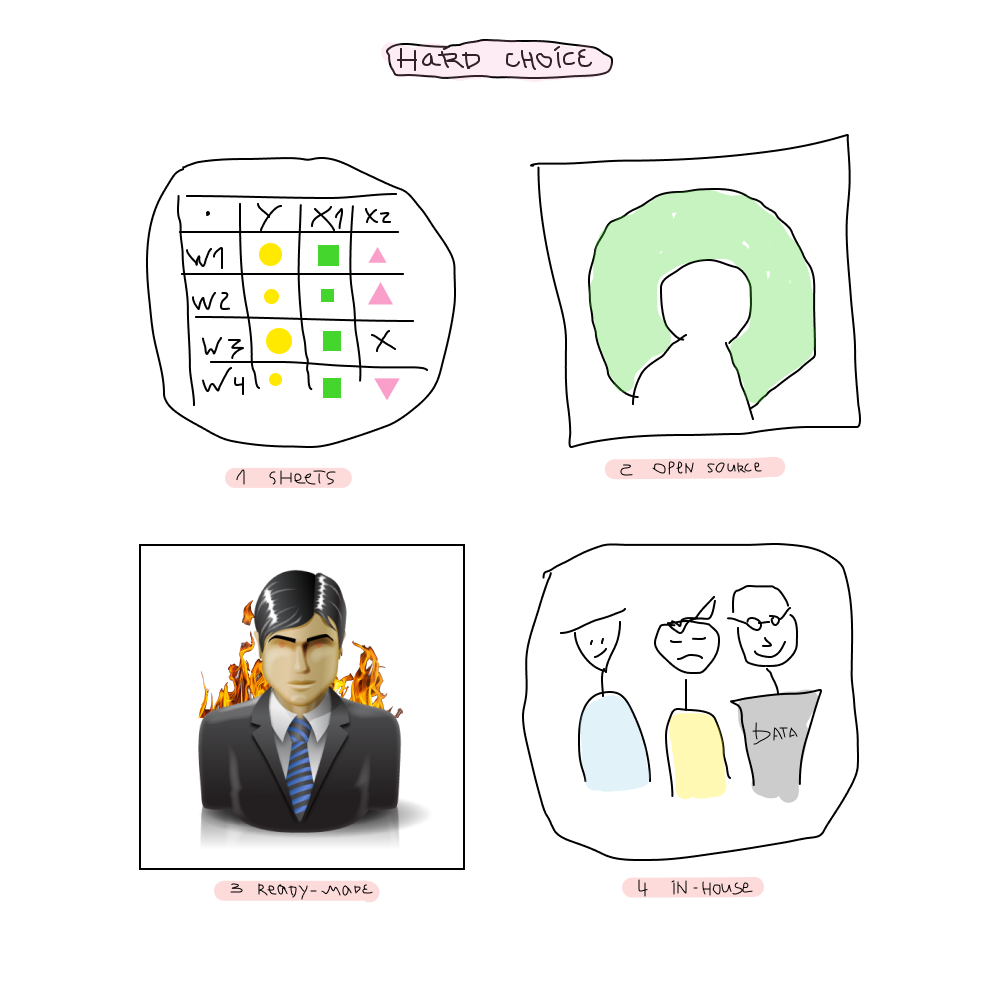 HARD CHOICE
. Y X1 X2
W1
W2
W3 X
W4
1 SHEETS
2 OPEN SOURCE
DATA
3 READY-MADE
4 IN-HOUSE